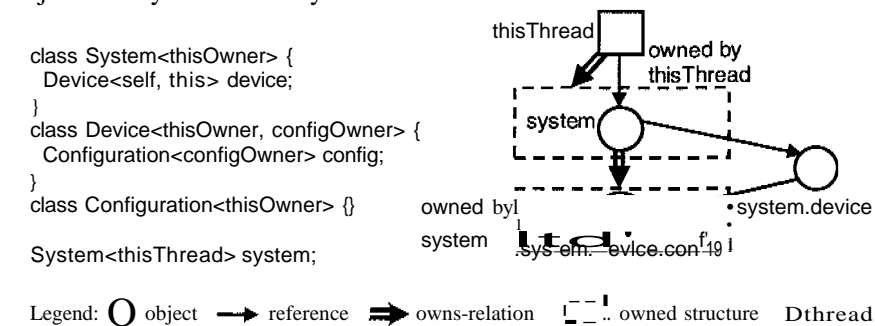 class System<thisOwner> {
Device<self, this> device;
}
class Device<thisOwner, configOwner> {
Configuration<configOwner> config;
}
class Configuration<thisOwner> {}
System<thisThread> system;
thisThread
owned by
thisThread
system
owned by
system
system.device
Legend: object reference owns-relation owned structure thread